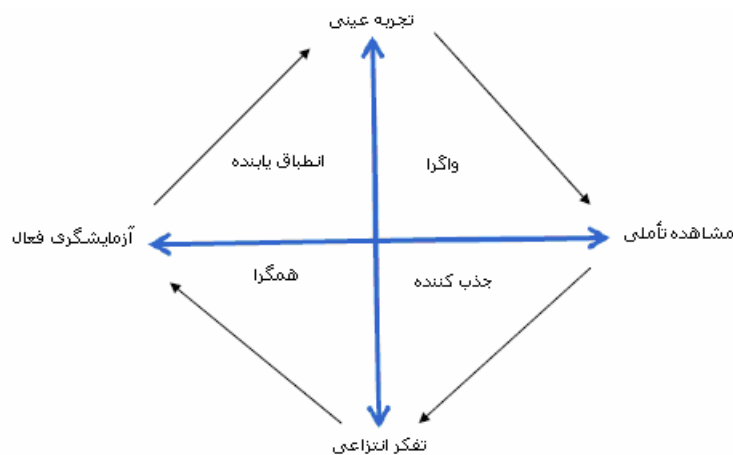 تجربه عینی
انطباق یابنده
واگرا
آزمایشگری فعال
مشاهده تأملی
همگرا
جذب کننده
تفکر انتزاعی